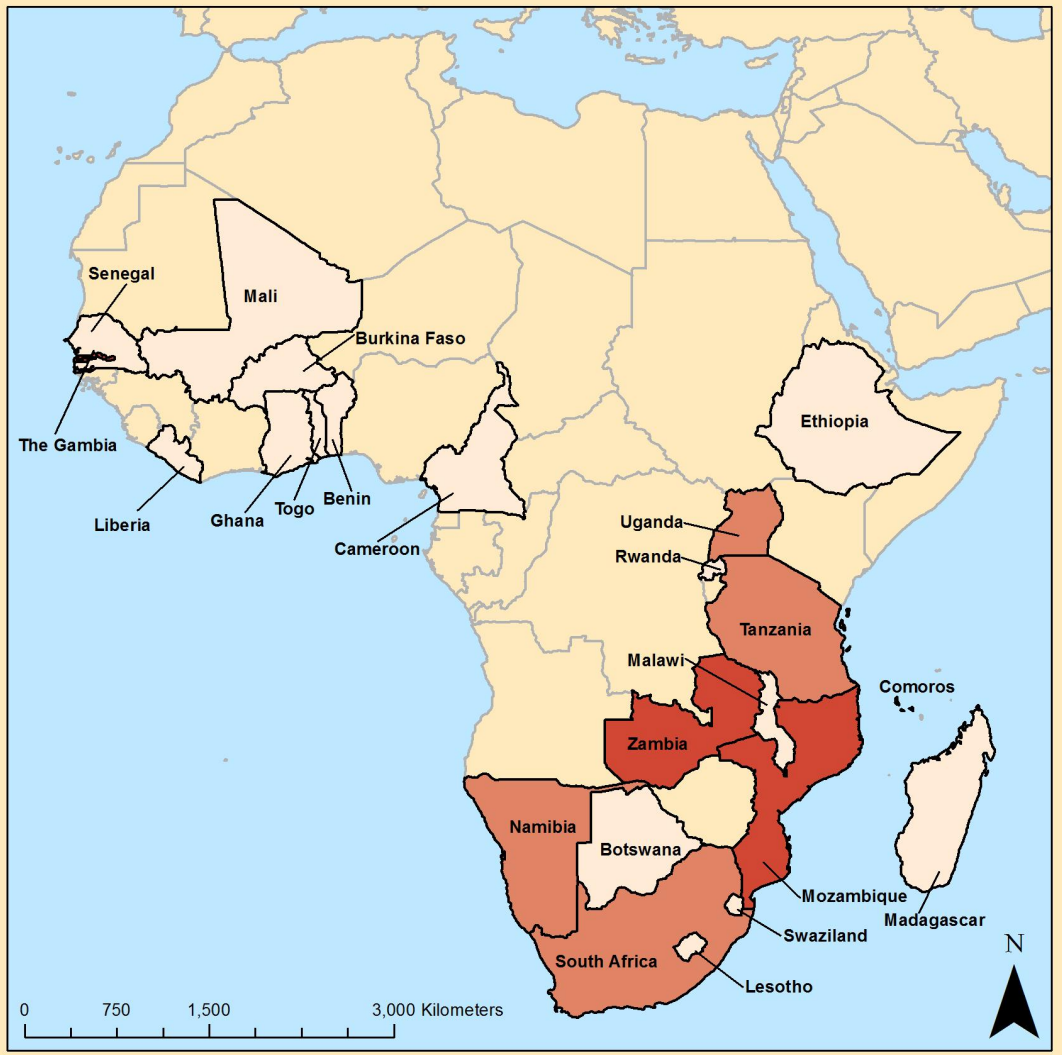 Senegal
Mali
Burkina Faso
The Gambia
Ethiopia
Liberia
Ghana
Togo
Benin
Cameroon
Uganda
Rwanda
Tanzania
Malawi
Comoros
Zambia
Namibia
Botswana
Mozambique
Madagascar
Swaziland
South Africa
Lesotho
N
0 750 1,500 3,000 Kilometers